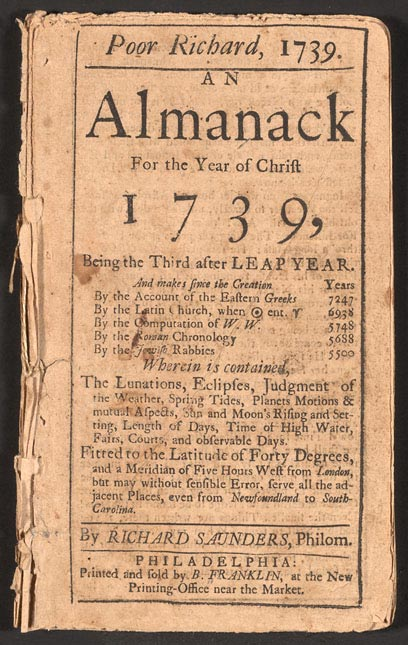 Poor Richard, 1739.
AN
Almanack
For the Year of Chriſt
1739,
Being the Third after LEAP YEAR.
And makes ſince the Creation Years
By the Account of the Eaſtern Greeks 7247
By the Latin Church, when ☉ ent. ♈ 6938
By the Computation of W. W. 5748
By the Roman Chronology 5688
By the Jewiſh Rabbies 5500
Wherein is contained,
The Lunations, Eclipſes, Judgment of
the Weather, Spring Tides, Planets Motions &
mutual Aſpects, Sun and Moon's Riſing and Set-
ting, Length of Days, Time of High Water,
Fairs, Courts, and obſervable Days.
Fitted to the Latitude of Forty Degrees,
and a Meridian of Five Hours Weſt from London,
but may without ſenſible Error, ſerve all the ad-
jacent Places, even from Newfoundland to South-
Carolina.
By RICHARD SAUNDERS, Philom.
PHILADELPHIA:
Printed and ſold by B. FRANKLIN, at the New
Printing-Office near the Market.